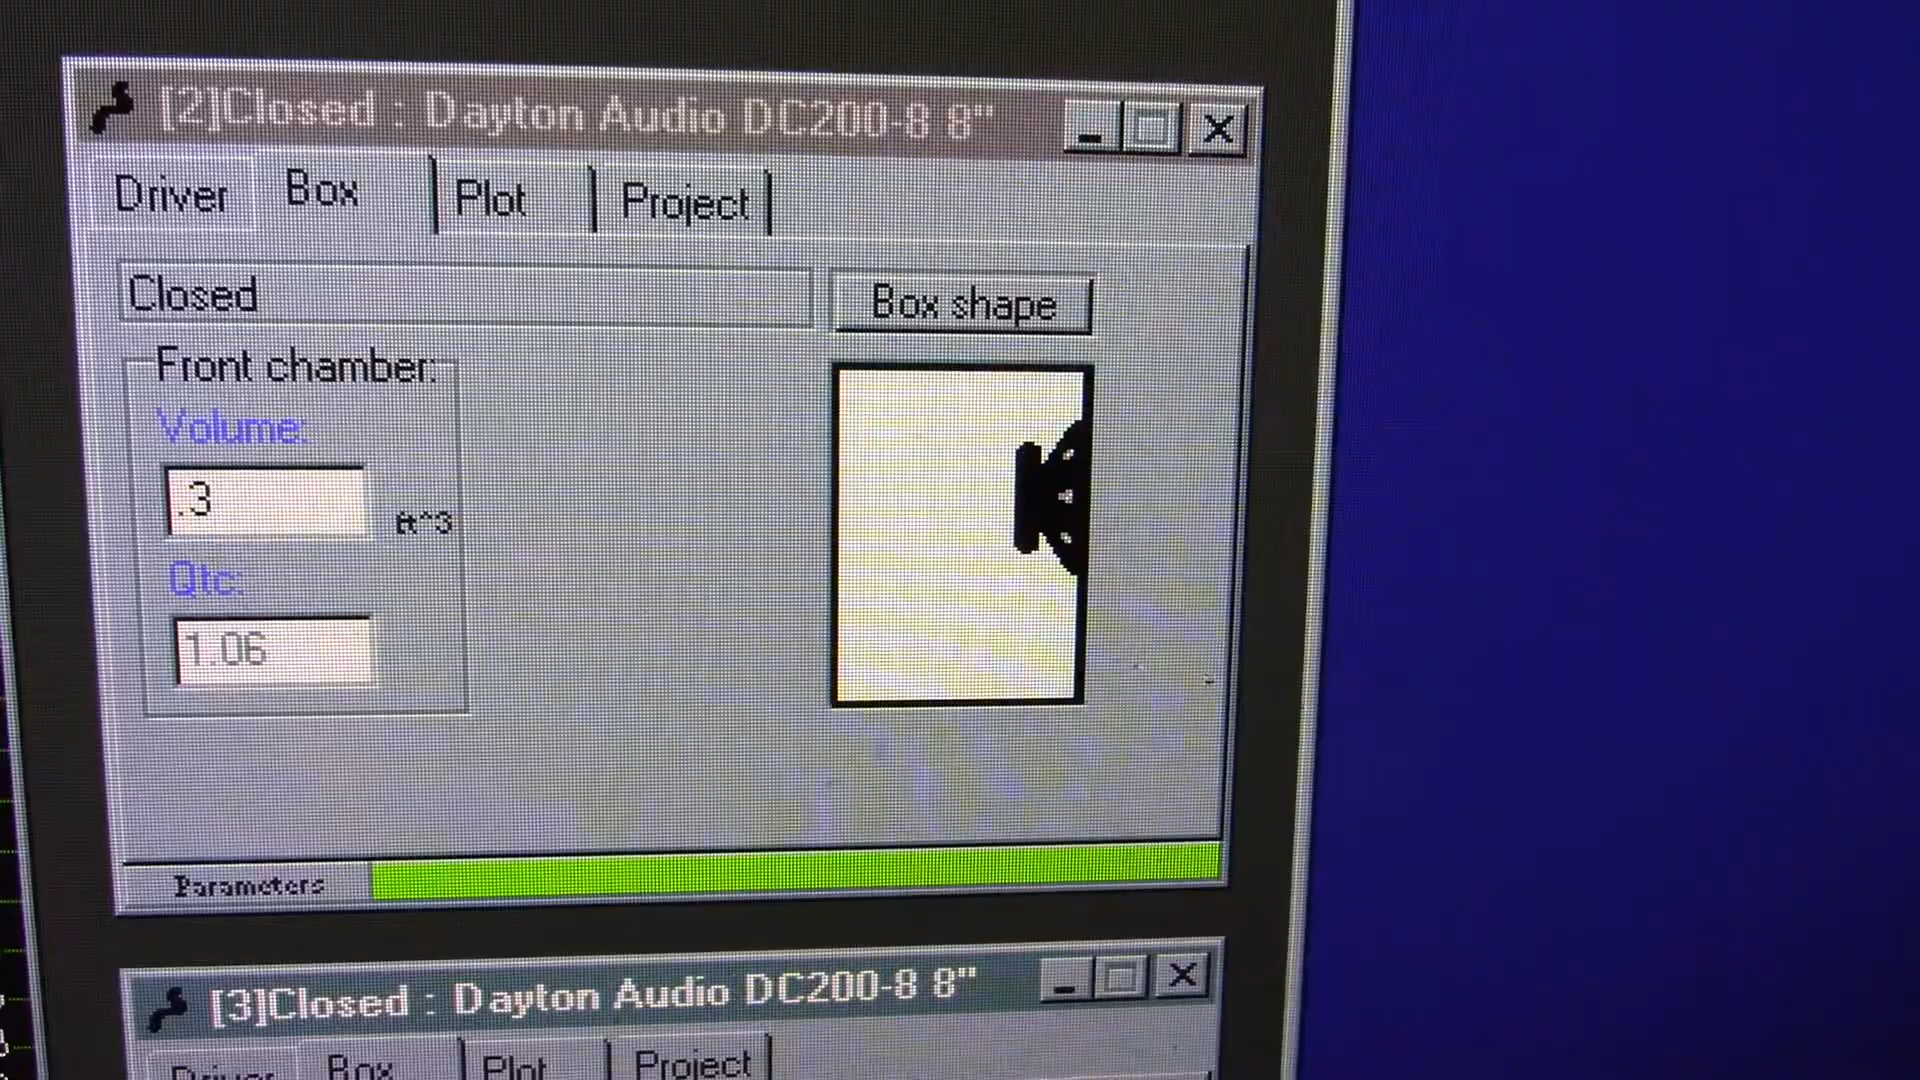 [2]Closed : Dayton Audio DC200-8 8"
Driver Box Plot Project
Closed
Box shape
Front chamber:
Volume:
.3
ft^3
Qtc:
1.06
Parameters
[3]Closed : Dayton Audio DC200-8 8"
Driver Box Plot Project